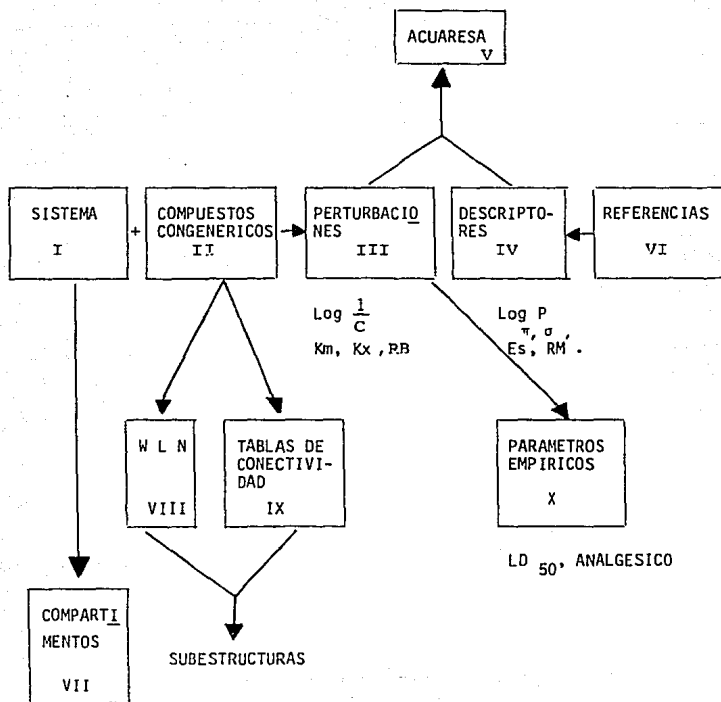 ACUARESA
V
SISTEMA
I
+
COMPUESTOS
CONGENERICOS
II
PERTURBACIO
NES
III
DESCRIPTO-
RES
IV
REFERENCIAS
VI
Log 1/C
Km, Kx, RB
Log P
π, σ,
Es, RM.
W L N
VIII
TABLAS DE
CONECTIVI-
DAD
IX
PARAMETROS
EMPIRICOS
X
LD 50, ANALGESICO
COMPARTI
MENTOS
VII
SUBESTRUCTURAS